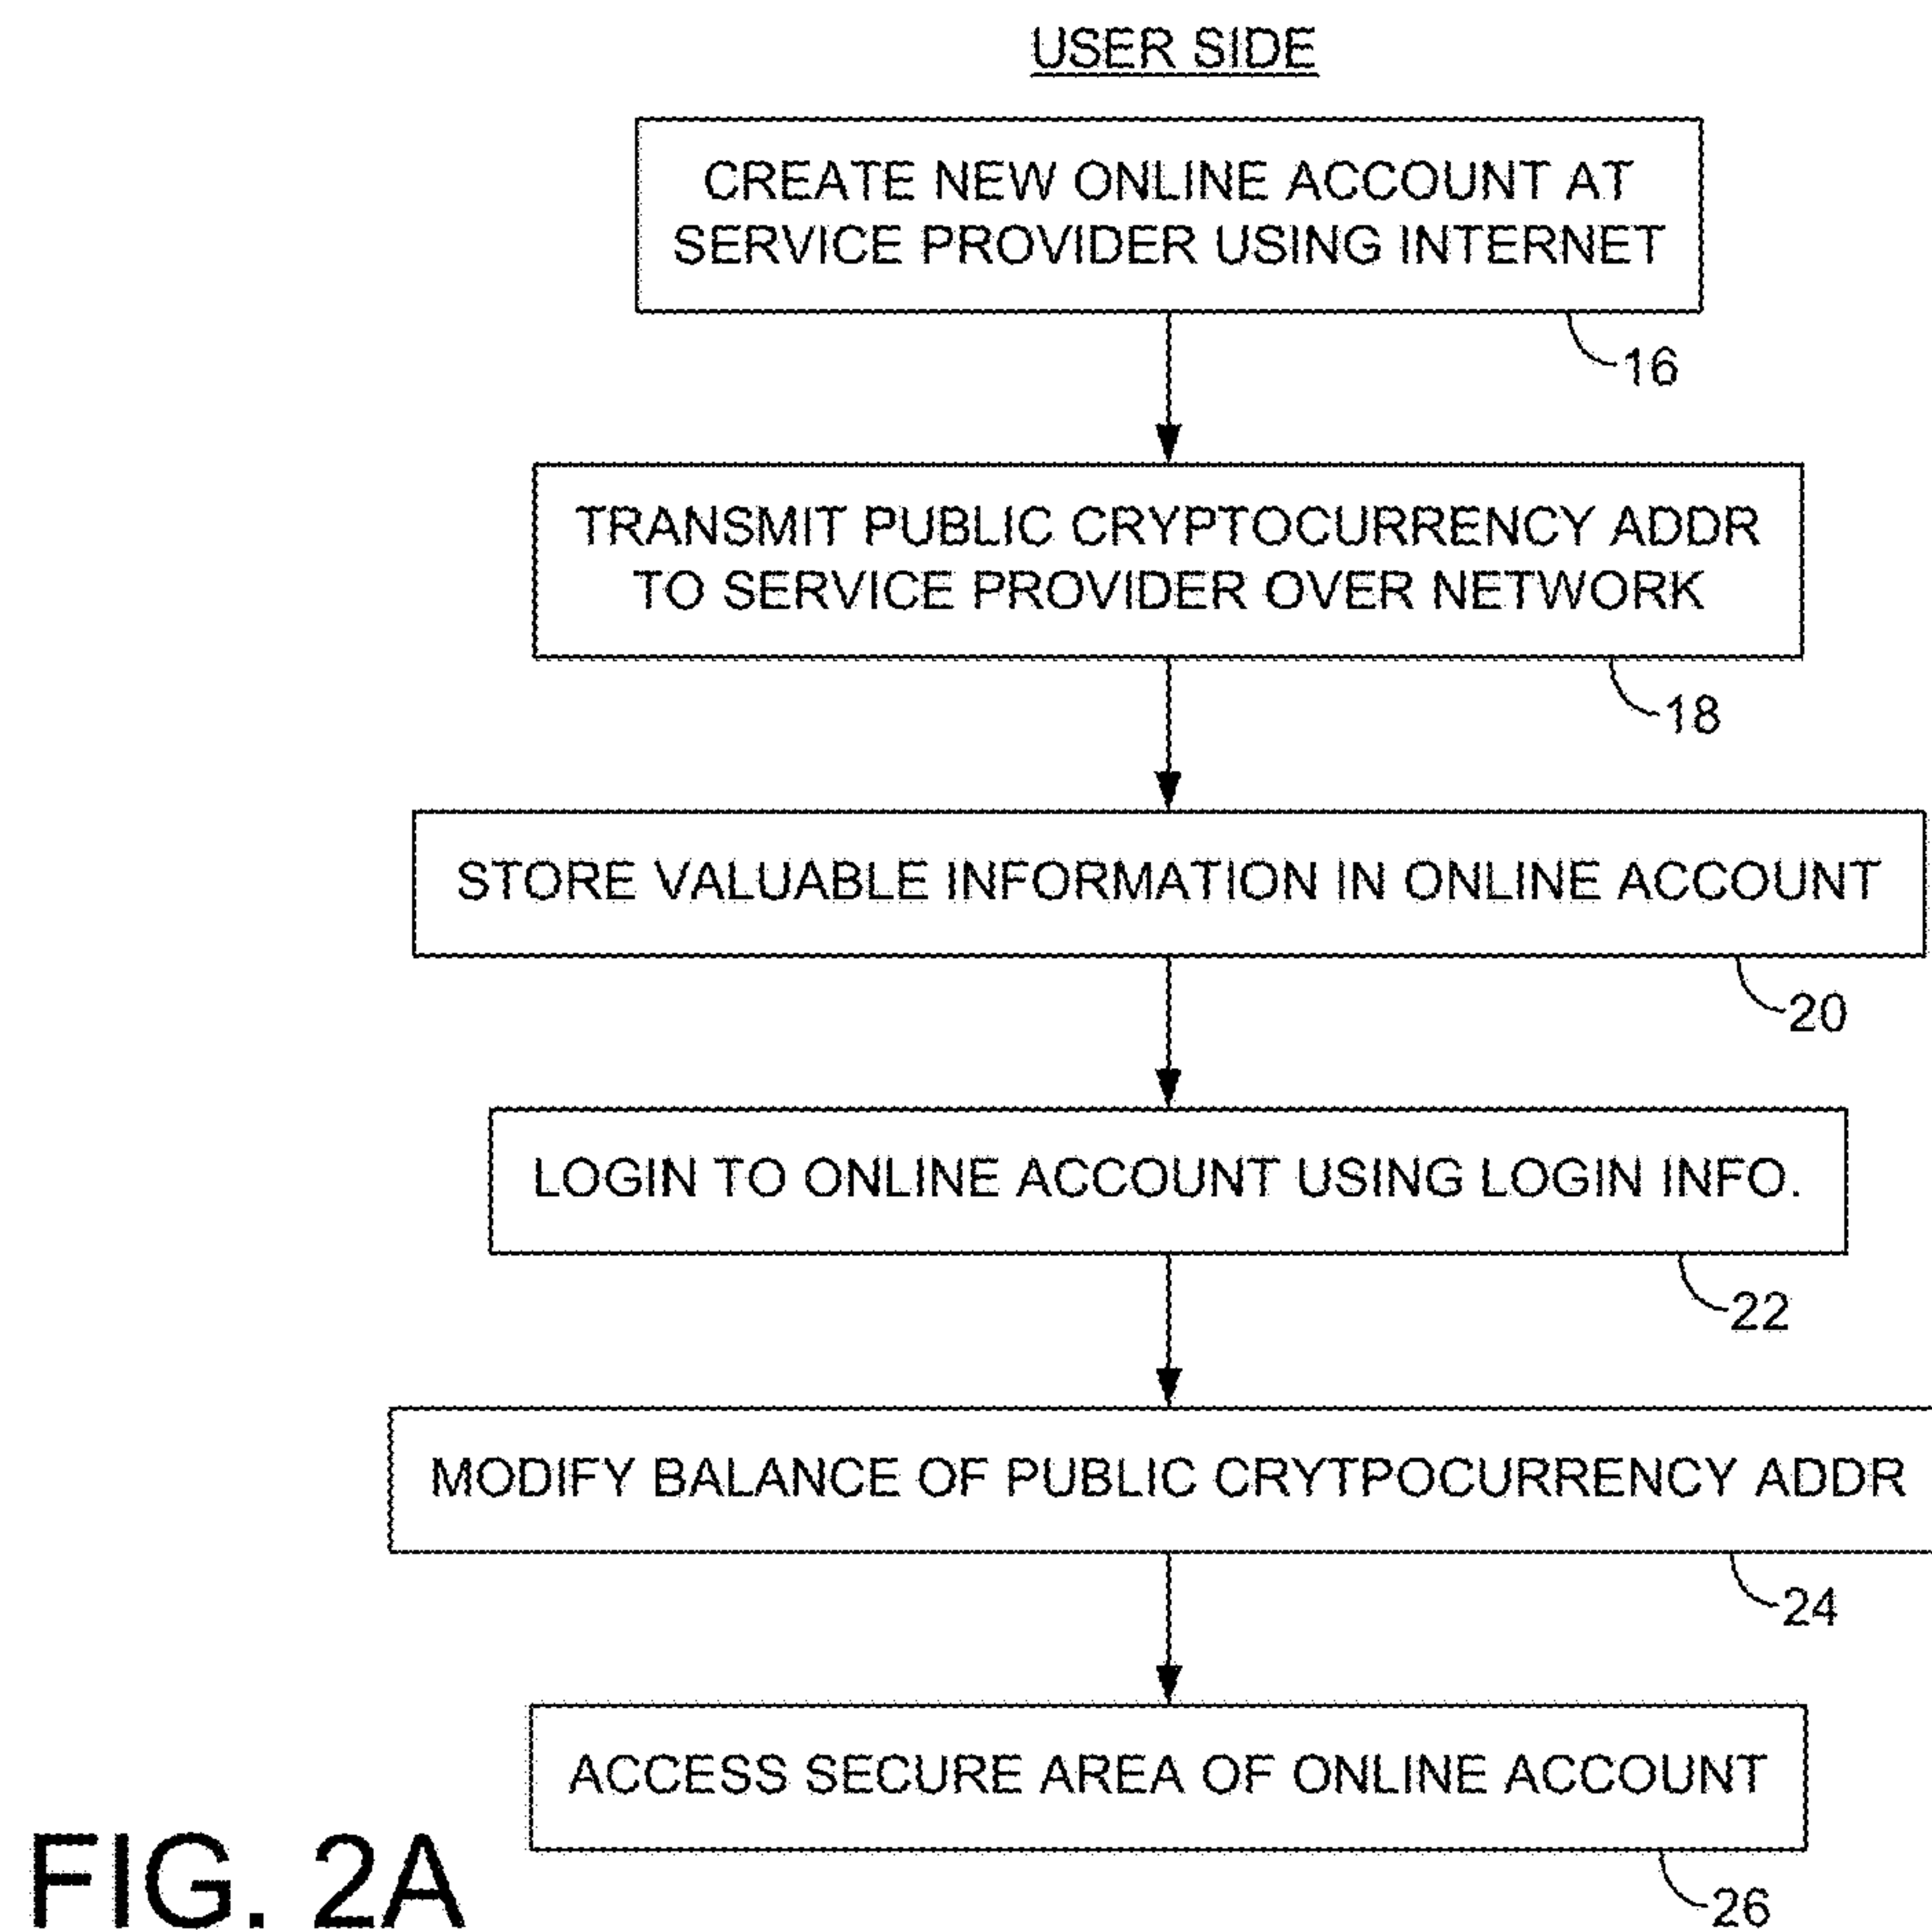 USER SIDE
CREATE NEW ONLINE ACCOUNT AT
SERVICE PROVIDER USING INTERNET
16
TRANSMIT PUBLIC CRYPTOCURRENCY ADDR
TO SERVICE PROVIDER OVER NETWORK
18
STORE VALUABLE INFORMATION IN ONLINE ACCOUNT
20
LOGIN TO ONLINE ACCOUNT USING LOGIN INFO.
22
MODIFY BALANCE OF PUBLIC CRYTPOCURRENCY ADDR
24
ACCESS SECURE AREA OF ONLINE ACCOUNT
26
FIG. 2A